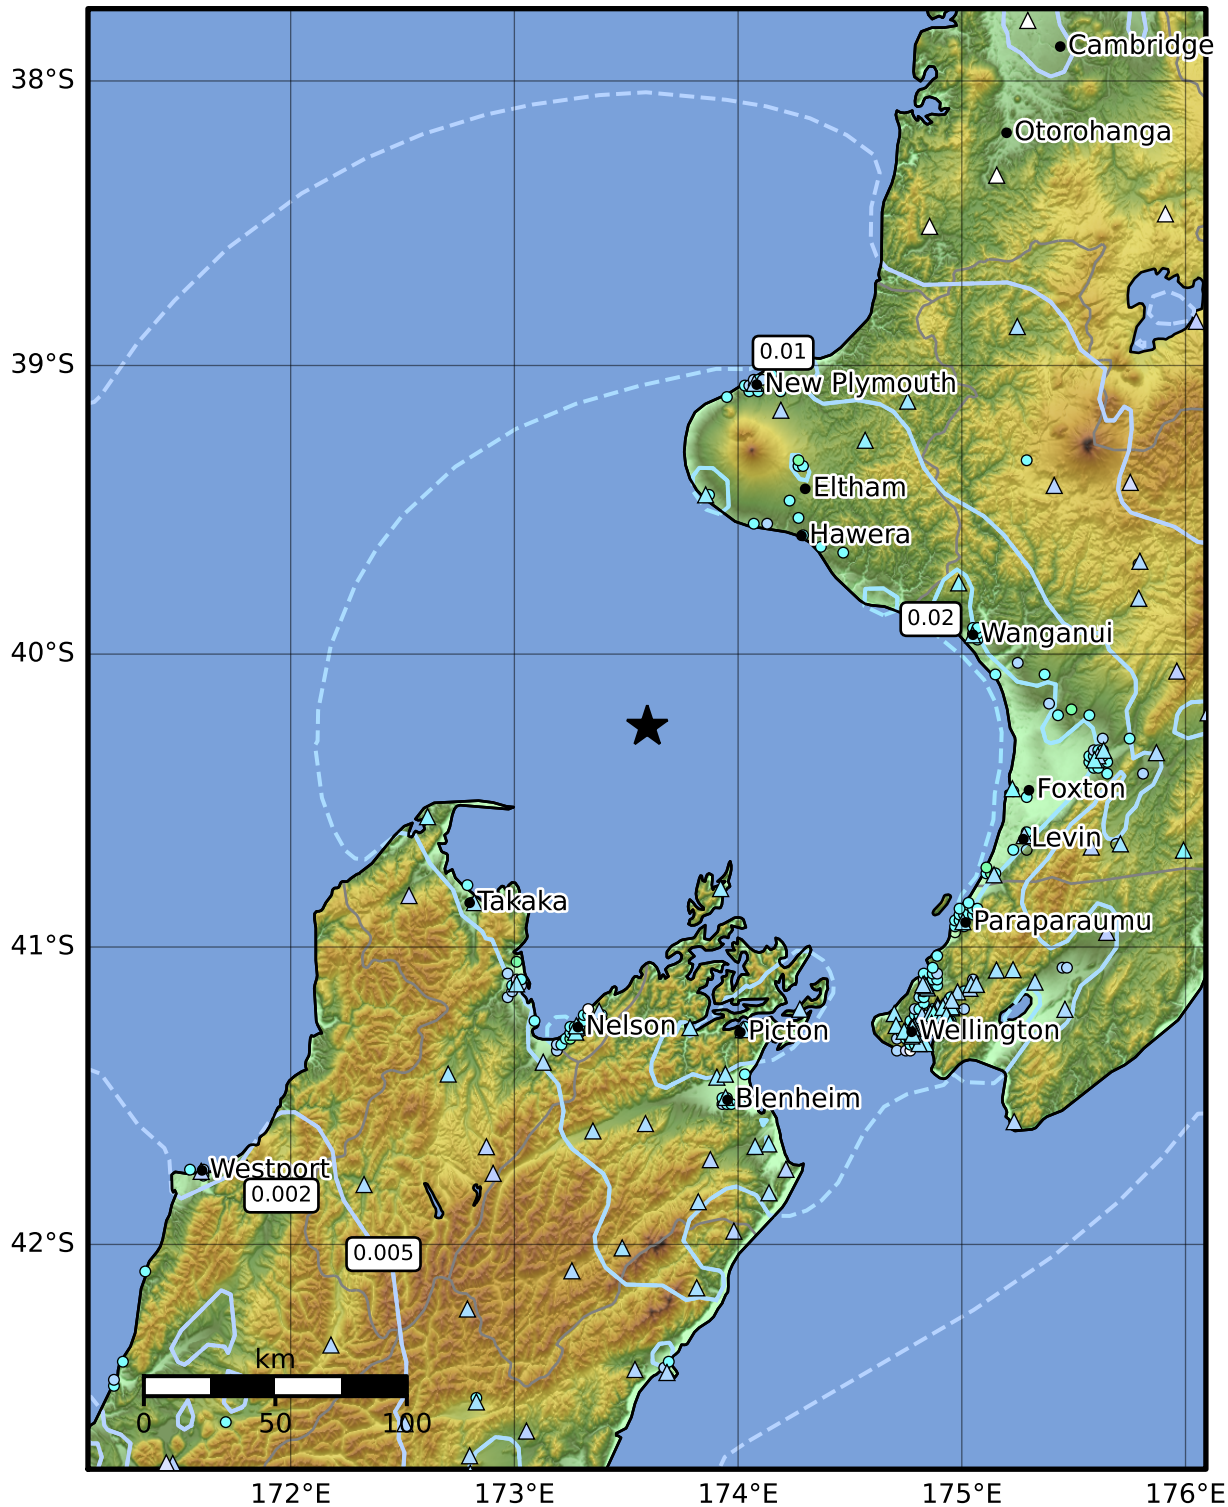 Cambridge
38°S
Otorohanga
0.01
39°S
New Plymouth
Eltham
Hawera
0.02
Wanganui
40°S
Foxton
Levin
Takaka
Paraparaumu
41°S
Nelson
Picton
Wellington
Blenheim
Westport
0.002
42°S
0.005
km
0 50 100
172°E 173°E 174°E 175°E 176°E